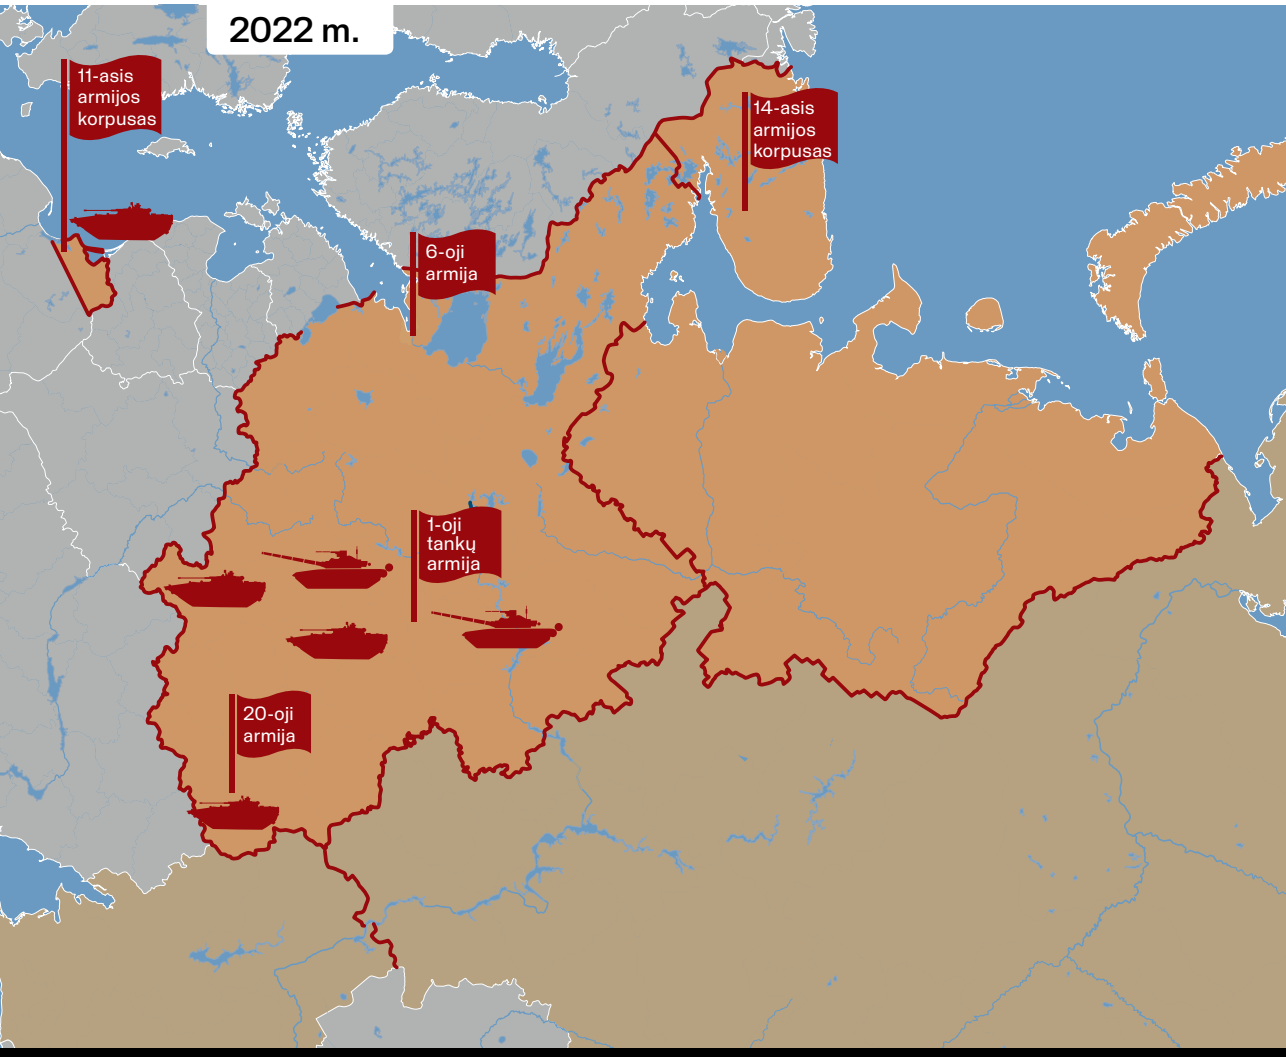 2022 m.
11-asis
armijos
korpusas
14-asis
armijos
korpusas
6-oji
armija
1-oji
tankų
armija
20-oji
armija